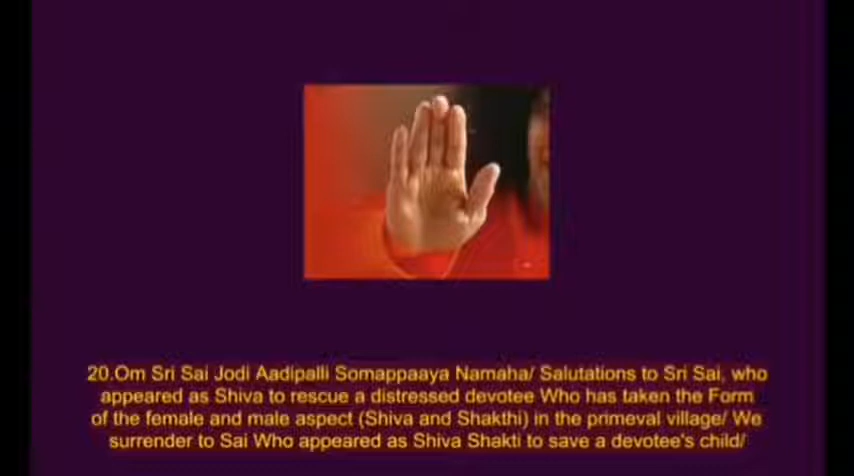 20.Om Sri Sai Jodi Aadipalli Somappaaya Namaha/ Salutations to Sri Sai, who
appeared as Shiva to rescue a distressed devotee Who has taken the Form
of the female and male aspect (Shiva and Shakthi) in the primeval village/ We
surrender to Sai Who appeared as Shiva Shakti to save a devotee's child/